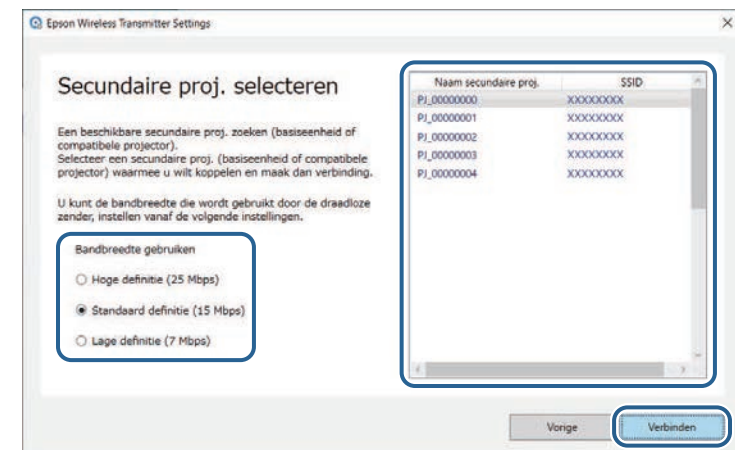 Epson Wireless Transmitter Settings
Secundaire proj. selecteren
Een beschikbare secundaire proj. zoeken (basiseenheid of
compatibele projector).
Selecteer een secundaire proj. (basiseenheid of compatibele
projector) waarmee u wilt koppelen en maak dan verbinding.
U kunt de bandbreedte die wordt gebruikt door de draadloze
zender, instellen vanaf de volgende instellingen.
Bandbreedte gebruiken
Hoge definitie (25 Mbps)
Standaard definitie (15 Mbps)
Lage definitie (7 Mbps)
Naam secundaire proj. SSID
PJ_00000000 XXXXXXXX
PJ_00000001 XXXXXXXX
PJ_00000002 XXXXXXXX
PJ_00000003 XXXXXXXX
PJ_00000004 XXXXXXXX
Vorige Verbinden